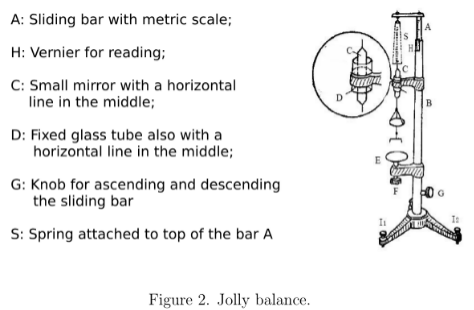 A: Sliding bar with metric scale;
H: Vernier for reading;
C: Small mirror with a horizontal
line in the middle;
D: Fixed glass tube also with a
horizontal line in the middle;
G: Knob for ascending and descending
the sliding bar
S: Spring attached to top of the bar A
A
S
H
C
C
D
B
E
F
G
I1
I2
Figure 2. Jolly balance.